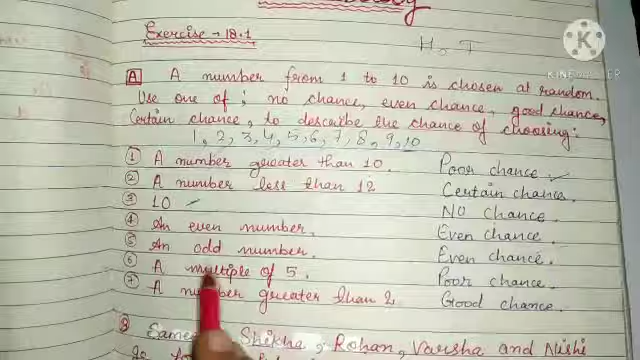 Exercise - 18.1
H, T
K
KINEMASTER
A A number from 1 to 10 is chosen at random.
Use one of ; no chance, even chance, good chance,
Certain chance, to describe the chance of choosing:
1, 2, 3, 4, 5, 6, 7, 8, 9, 10
① A number greater than 10. Poor chance
② A number less than 12 Certain chance.
③ 10 No chance
④ An even number. Even chance.
⑤ An odd number. Even chance.
⑥ A multiple of 5. Poor chance
⑦ A number greater than 2 Good chance.
Shikha, Rohan, Varsha and Nishi